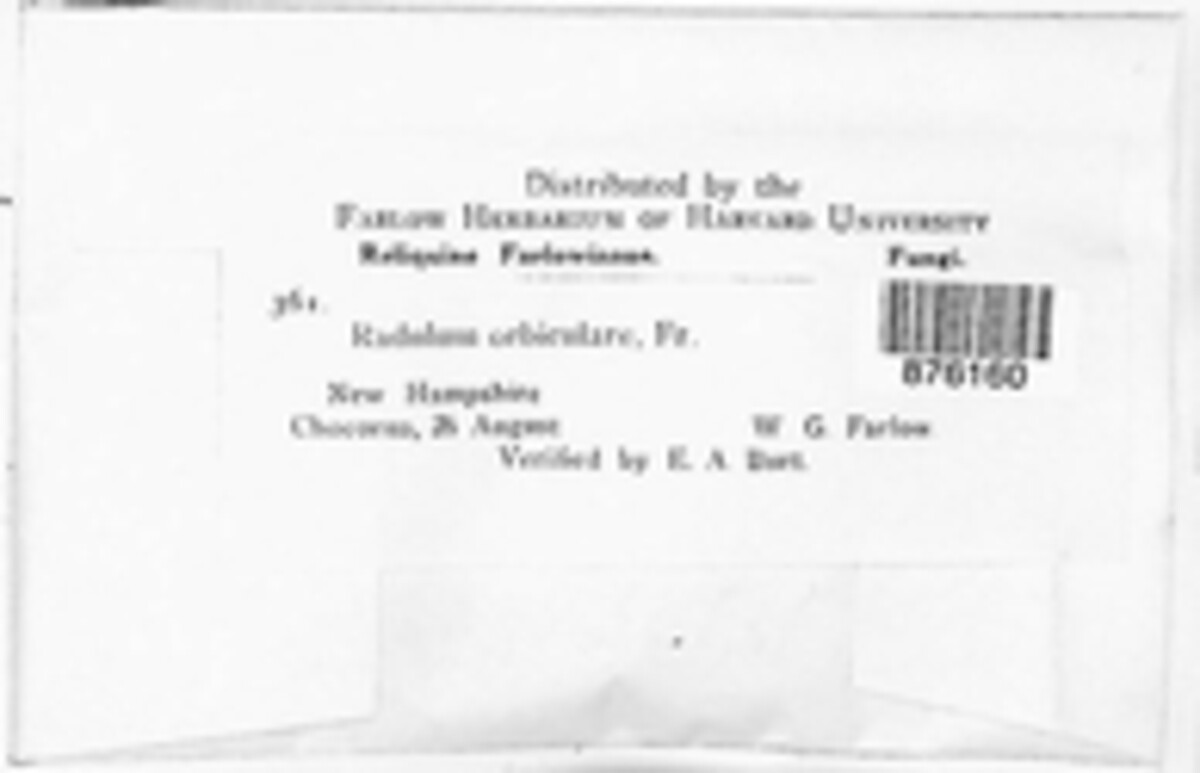 Distributed by the
FARLOW HERBARIUM OF HARVARD UNIVERSITY
Reliquiae Farlowianae. Fungi.
361.
Radulum orbiculare, Fr.
876160
New Hampshire
Chocorua, 26 August W. G. Farlow
Verified by E. A. Burt.